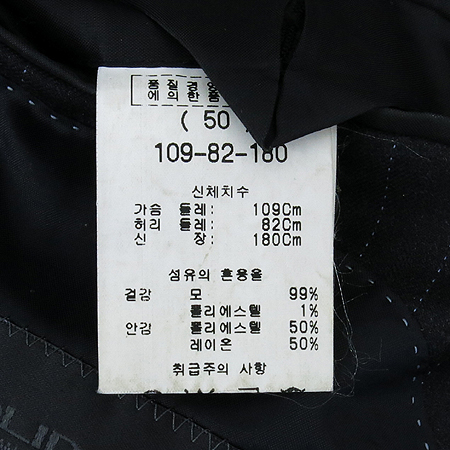 품질경영
에의한품
( 50 )
109-82-180
신체치수
가슴 둘레: 109Cm
허리 둘레: 82Cm
신 장: 180Cm
섬유의 혼용율
겉감 모 99%
폴리에스텔 1%
안감 폴리에스텔 50%
레이온 50%
취급주의 사항